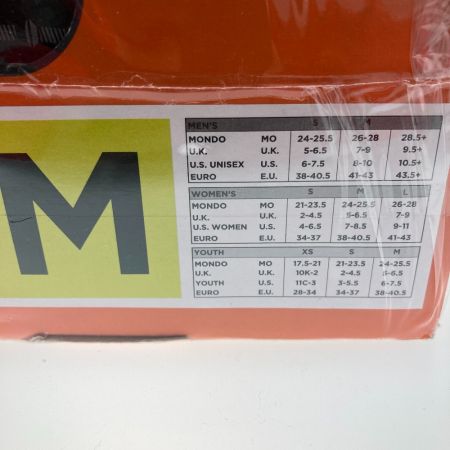 M
MEN'S S M
MONDO MO 24-25.5 26-28 28.5+
U.K. U.K. 5-6.5 7-9 9.5+
U.S. UNISEX U.S. 6-7.5 8-10 10.5+
EURO E.U. 38-40.5 41-43 43.5+
WOMEN'S S M L
MONDO MO 21-23.5 24-25.5 26-28
U.K. U.K. 2-4.5 5-6.5 7-9
U.S. WOMEN U.S. 4-6.5 7-8.5 9-11
EURO E.U. 34-37 38-40.5 41-43
YOUTH XS S M
MONDO MO 17.5-21 21-23.5 24-25.5
U.K. U.K. 10K-2 2-4.5 5-6.5
YOUTH U.S. 11C-3 3-5.5 6-7.5
EURO E.U. 28-34 34-37 38-40.5